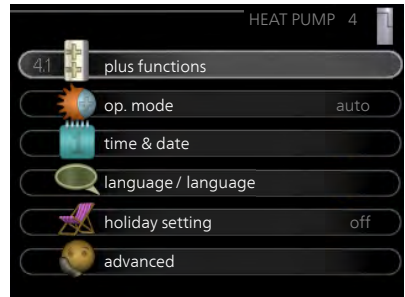 HEAT PUMP 4
4.1 plus functions
op. mode auto
time & date
language / language
holiday setting off
advanced